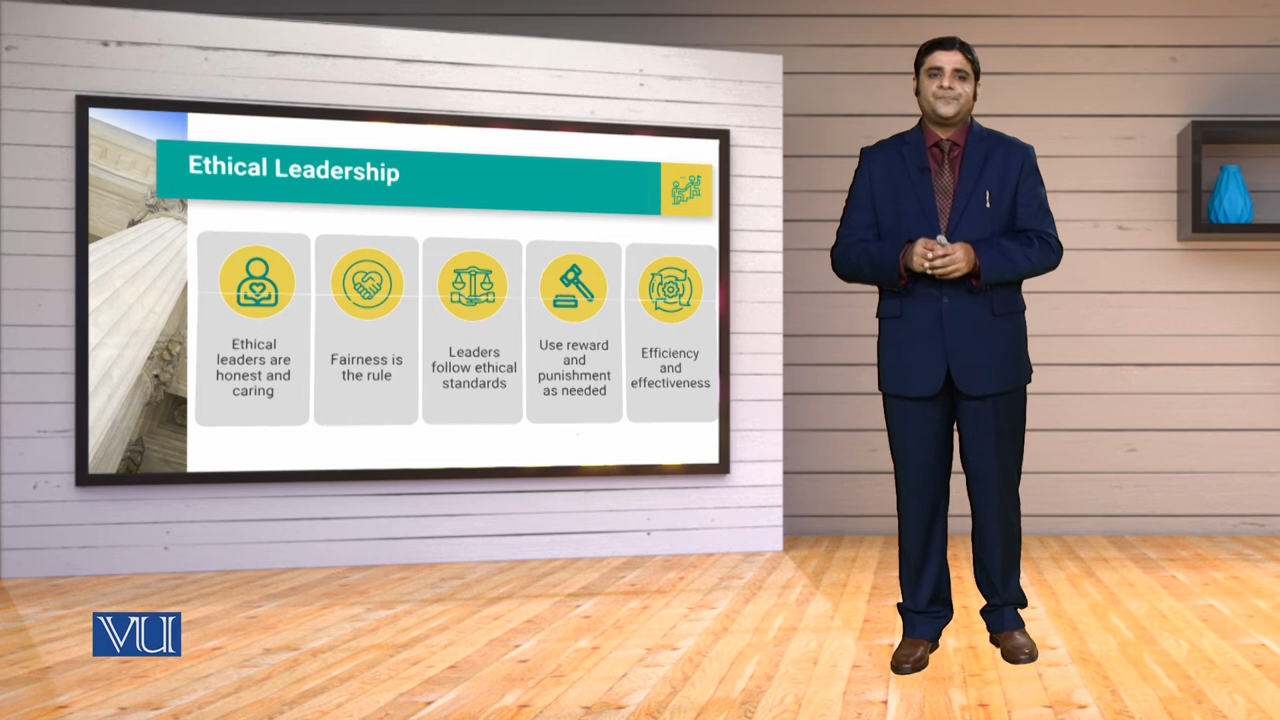 Ethical Leadership
Ethical
leaders are
honest and
caring
Fairness is
the rule
Leaders
follow ethical
standards
Use reward
and
punishment
as needed
Efficiency
and
effectiveness
VU